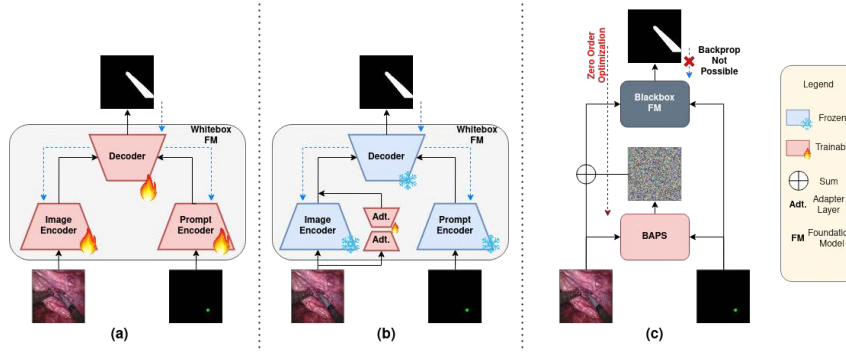 Whitebox
FM
Decoder
Image
Encoder
Prompt
Encoder
(a)
Whitebox
FM
Decoder
Image
Encoder
Adt.
Adt.
Prompt
Encoder
(b)
Zero Order
Optimization
Backprop
Not
Possible
Blackbox
FM
BAPS
(c)
Legend
Frozen
Trainab
Sum
Adt. Adapter
Layer
FM Foundation
Model